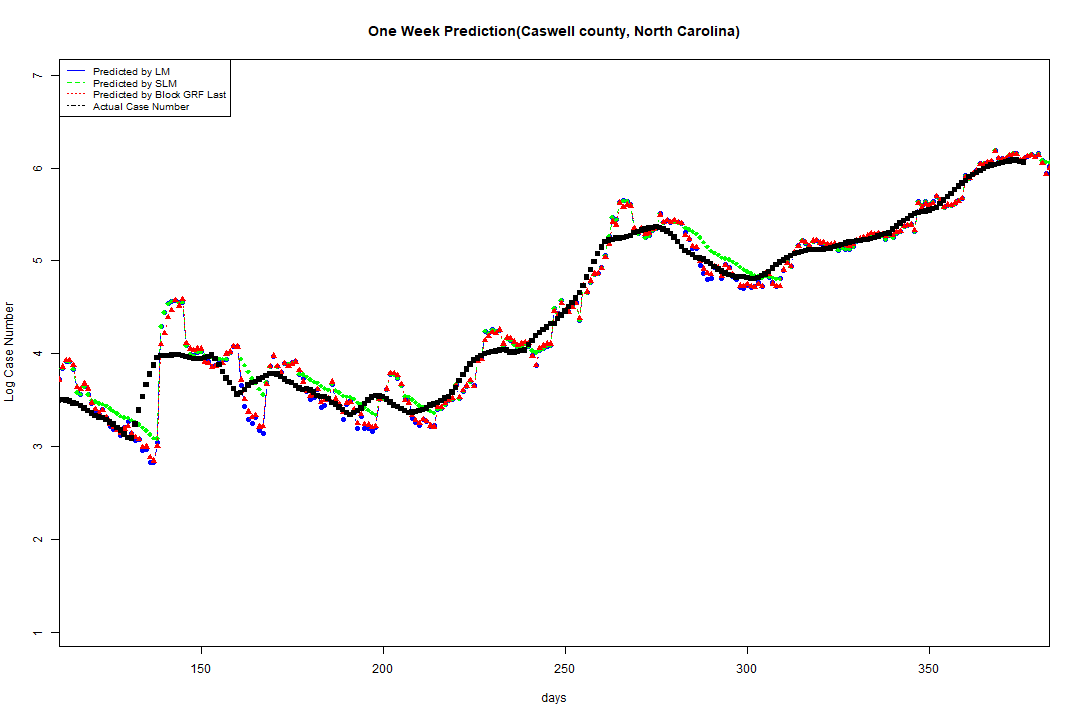 One Week Prediction(Caswell county, North Carolina)
Predicted by LM
Predicted by SLM
Predicted by Block GRF Last
Actual Case Number
7
6
5
4
3
2
1
Log Case Number
150 200 250 300 350
days